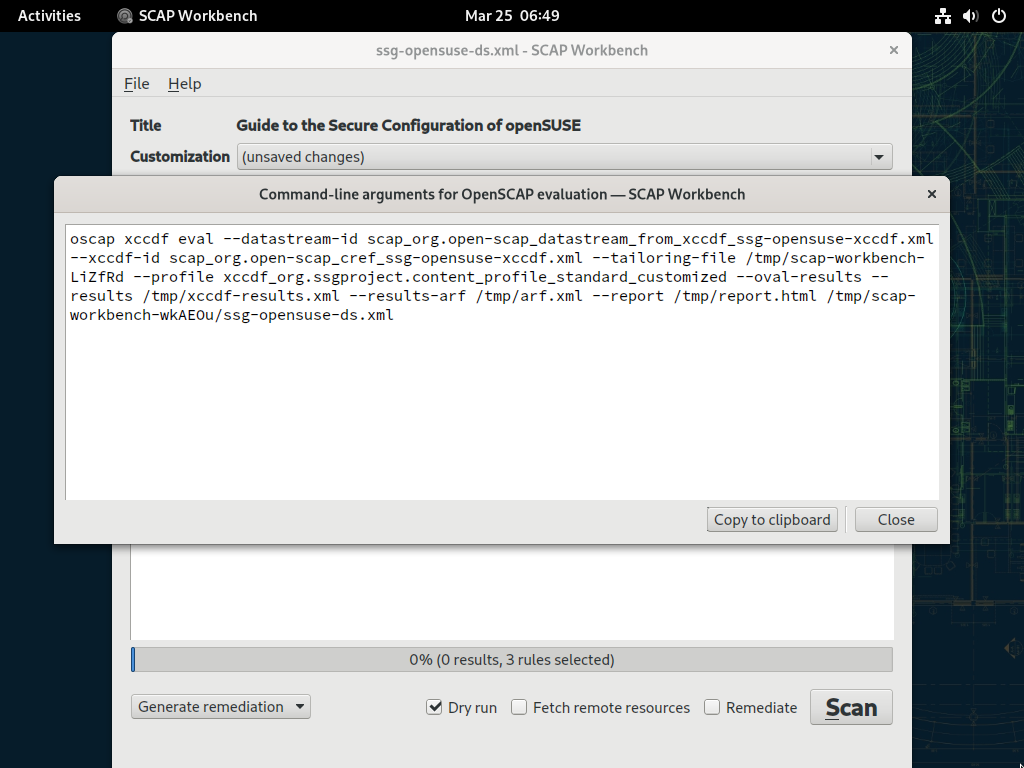 Activities SCAP Workbench Mar 25 06:49
ssg-opensuse-ds.xml - SCAP Workbench
File Help
Title Guide to the Secure Configuration of openSUSE
Customization (unsaved changes)
Command-line arguments for OpenSCAP evaluation — SCAP Workbench
oscap xccdf eval --datastream-id scap_org.open-scap_datastream_from_xccdf_ssg-opensuse-xccdf.xml
--xccdf-id scap_org.open-scap_cref_ssg-opensuse-xccdf.xml --tailoring-file /tmp/scap-workbench-
LiZfRd --profile xccdf_org.ssgproject.content_profile_standard_customized --oval-results --
results /tmp/xccdf-results.xml --results-arf /tmp/arf.xml --report /tmp/report.html /tmp/scap-
workbench-wkAEOu/ssg-opensuse-ds.xml
Copy to clipboard Close
0% (0 results, 3 rules selected)
Generate remediation Dry run Fetch remote resources Remediate Scan